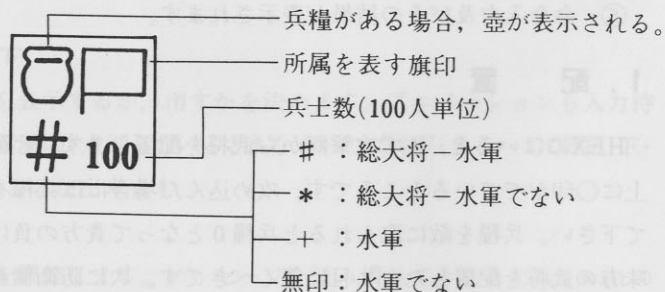 兵糧がある場合，壺が表示される。
所属を表す旗印
# 100
兵士数(100人単位)
#：総大将－水軍
*：総大将－水軍でない
+：水軍
無印：水軍でない